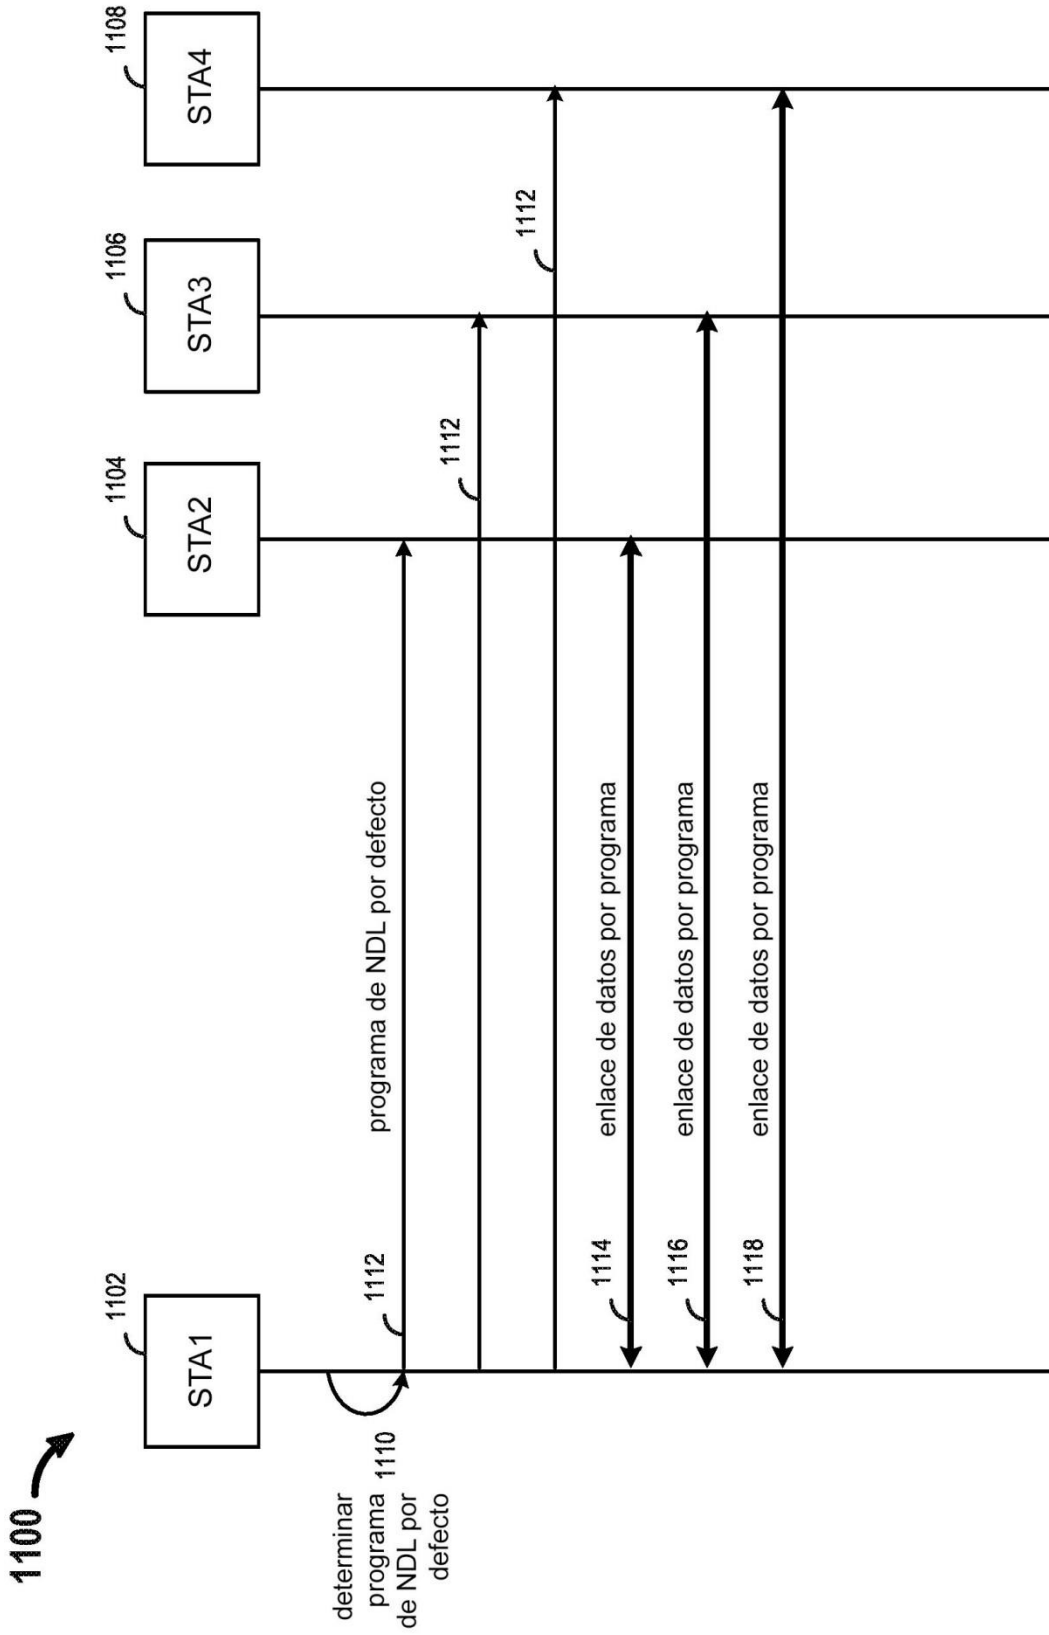 1100
1102
STA1
1104
STA2
1106
STA3
1108
STA4
determinar
programa 1110
de NDL por
defecto
1112
programa de NDL por defecto
1112
1112
1114
enlace de datos por programa
1116
enlace de datos por programa
1118
enlace de datos por programa